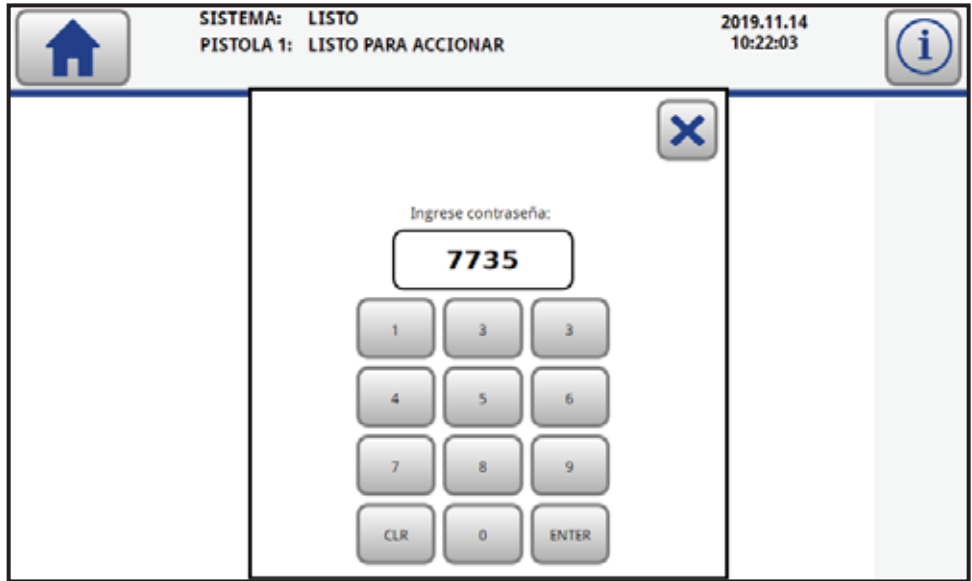 SISTEMA: LISTO
PISTOLA 1: LISTO PARA ACCIONAR
2019.11.14
10:22:03
i
Ingrese contraseña:
7735
1 3 3
4 5 6
7 8 9
CLR 0 ENTER